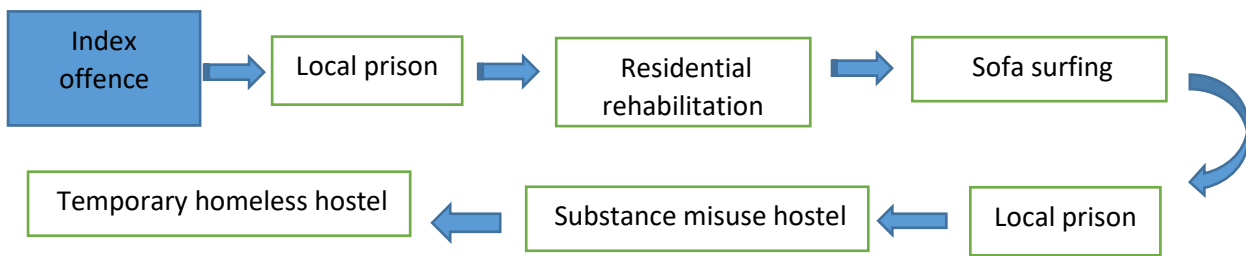 Index
offence
Local prison
Residential
rehabilitation
Sofa surfing
Local prison
Substance misuse hostel
Temporary homeless hostel